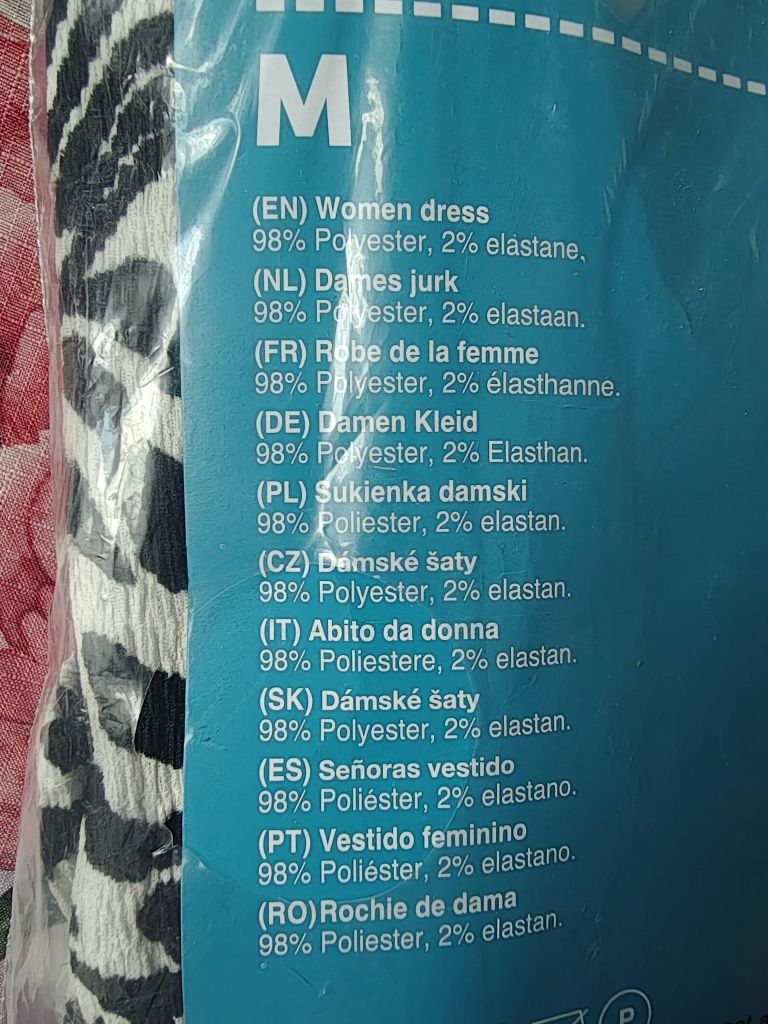 M
(EN) Women dress
98% Polyester, 2% elastane.
(NL) Dames jurk
98% Polyester, 2% elastaan.
(FR) Robe de la femme
98% Polyester, 2% élasthanne.
(DE) Damen Kleid
98% Polyester, 2% Elasthan.
(PL) Sukienka damski
98% Poliester, 2% elastan.
(CZ) Dámské šaty
98% Polyester, 2% elastan.
(IT) Abito da donna
98% Poliestere, 2% elastan.
(SK) Dámské šaty
98% Polyester, 2% elastan.
(ES) Señoras vestido
98% Poliéster, 2% elastano.
(PT) Vestido feminino
98% Poliéster, 2% elastano.
(RO)Rochie de dama
98% Poliester, 2% elastan.
P